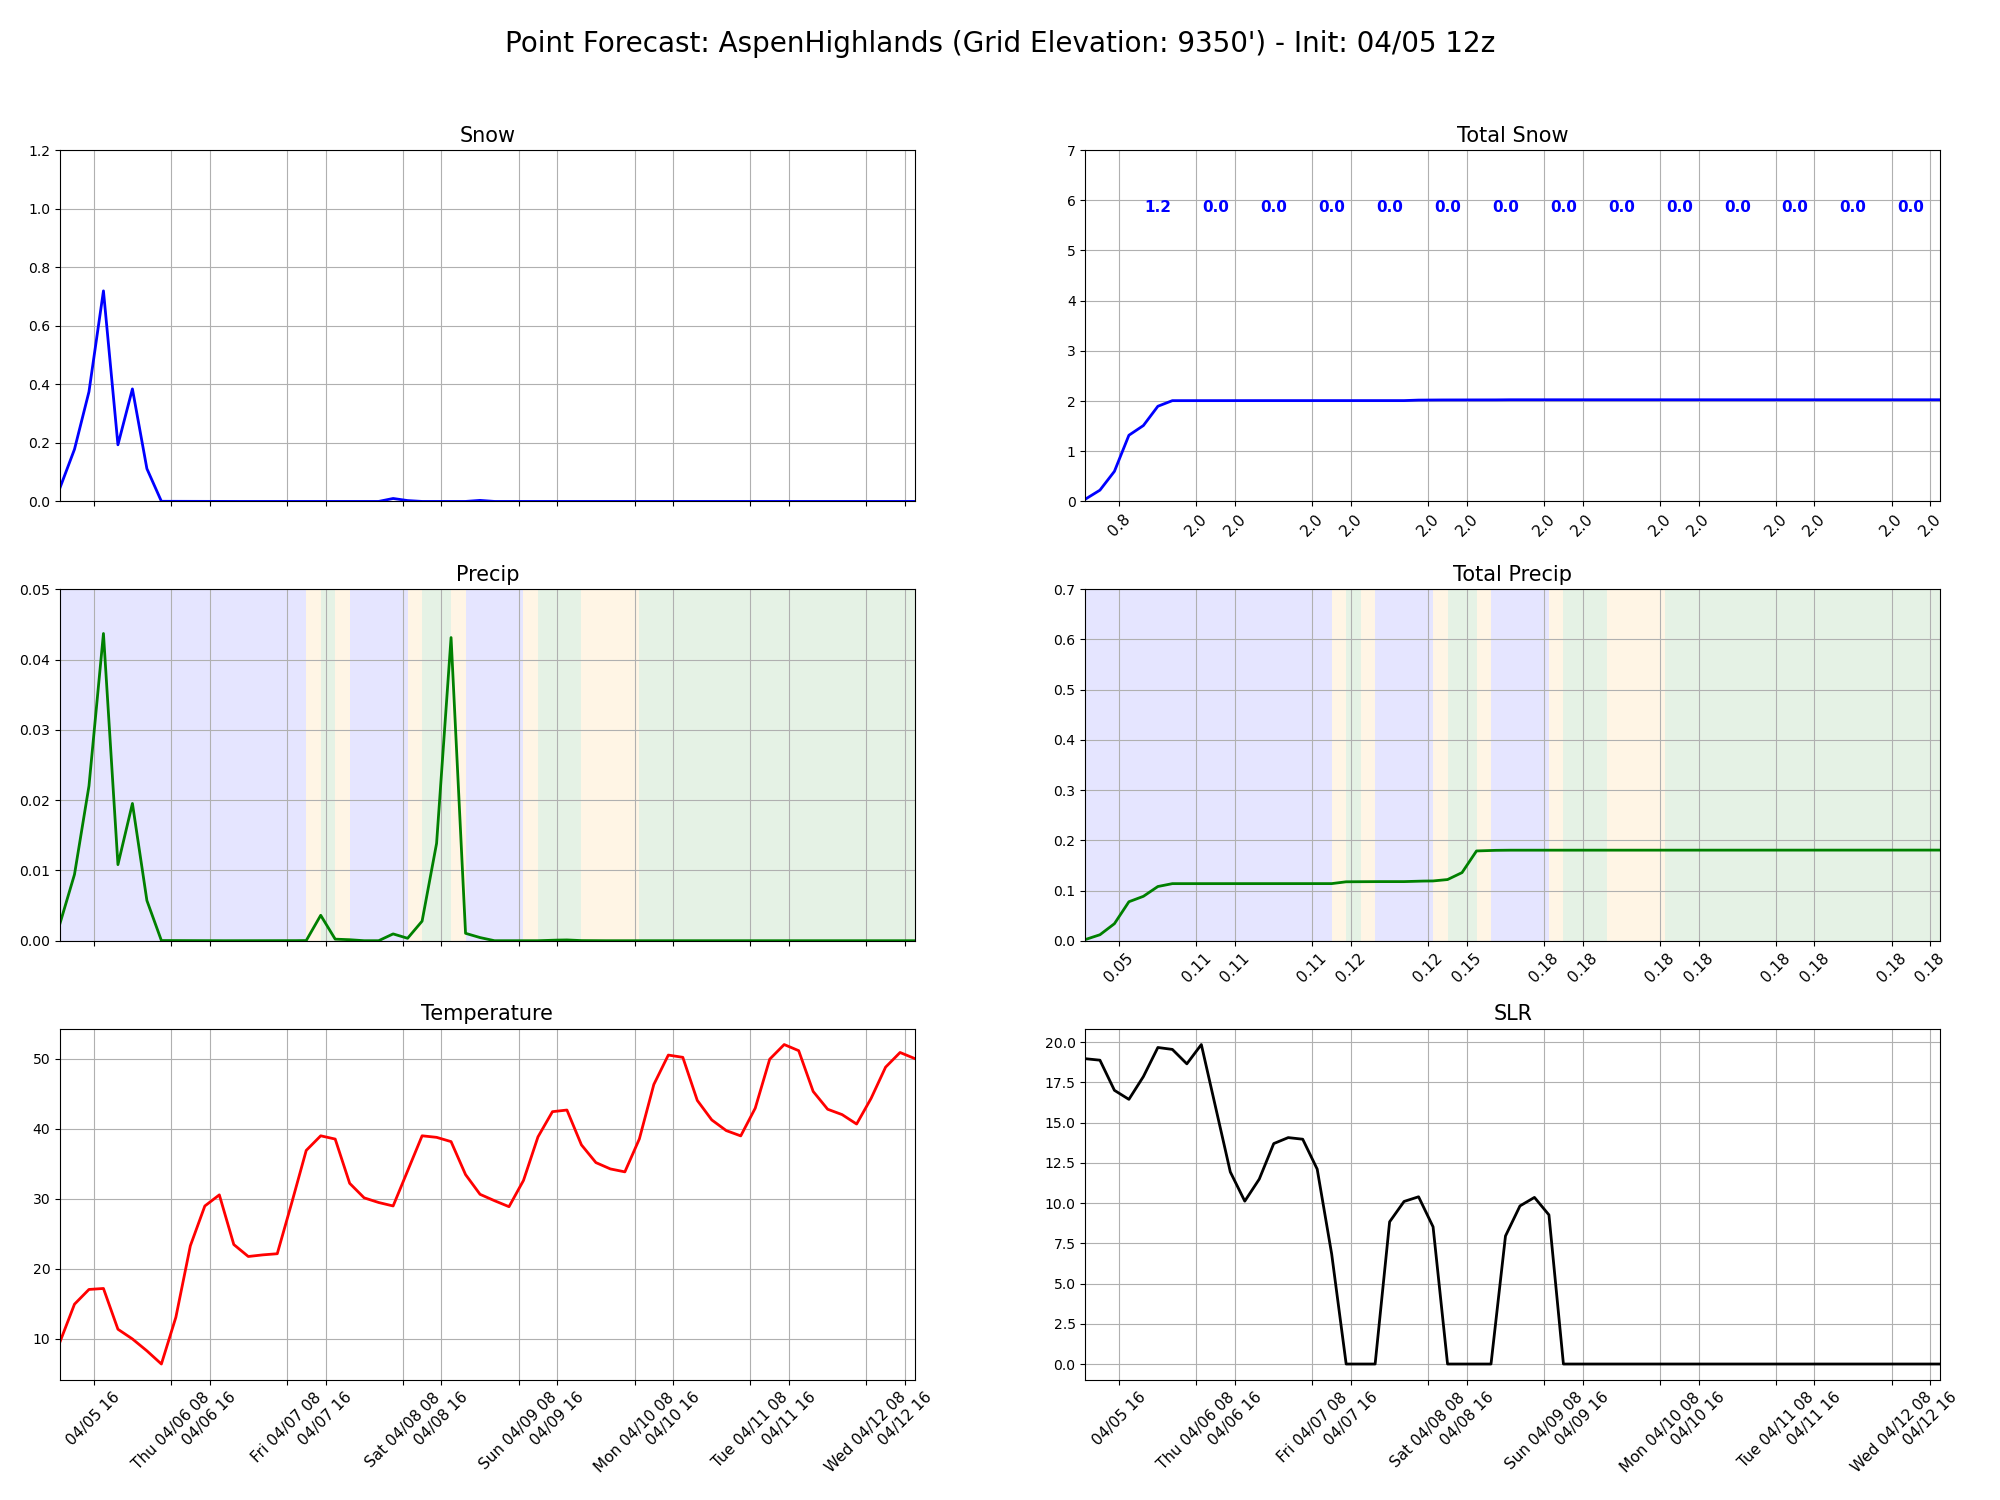 Point Forecast: AspenHighlands (Grid Elevation: 9350') - Init: 04/05 12z
Snow
1.2
1.0
0.8
0.6
0.4
0.2
0.0
Total Snow
7
6
5
4
3
2
1
0
1.2 0.0 0.0 0.0 0.0 0.0 0.0 0.0 0.0 0.0 0.0 0.0 0.0 0.0
0.8 2.0 2.0 2.0 2.0 2.0 2.0 2.0 2.0 2.0 2.0 2.0 2.0 2.0 2.0
Precip
0.05
0.04
0.03
0.02
0.01
0.00
Total Precip
0.7
0.6
0.5
0.4
0.3
0.2
0.1
0.0
0.05 0.11 0.11 0.11 0.12 0.12 0.15 0.18 0.18 0.18 0.18 0.18 0.18 0.18 0.18
Temperature
50
40
30
20
10
04/05 16
Thu 04/06 08
04/06 16
Fri 04/07 08
04/07 16
Sat 04/08 08
04/08 16
Sun 04/09 08
04/09 16
Mon 04/10 08
04/10 16
Tue 04/11 08
04/11 16
Wed 04/12 08
04/12 16
SLR
20.0
17.5
15.0
12.5
10.0
7.5
5.0
2.5
0.0
04/05 16
Thu 04/06 08
04/06 16
Fri 04/07 08
04/07 16
Sat 04/08 08
04/08 16
Sun 04/09 08
04/09 16
Mon 04/10 08
04/10 16
Tue 04/11 08
04/11 16
Wed 04/12 08
04/12 16